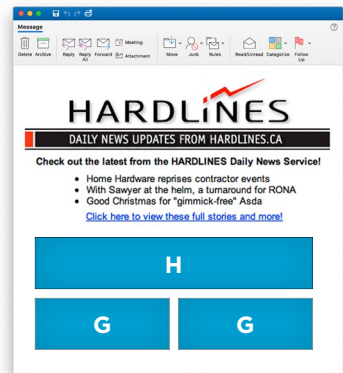 Message
Delete Archive Reply Reply All Forward Meeting Attachment Move Junk Rules Read/Unread Categorize Follow Up
HARDLINES
DAILY NEWS UPDATES FROM HARDLINES.CA
Check out the latest from the HARDLINES Daily News Service!
• Home Hardware reprises contractor events
• With Sawyer at the helm, a turnaround for RONA
• Good Christmas for "gimmick-free" Asda
Click here to view these full stories and more!
H
G G